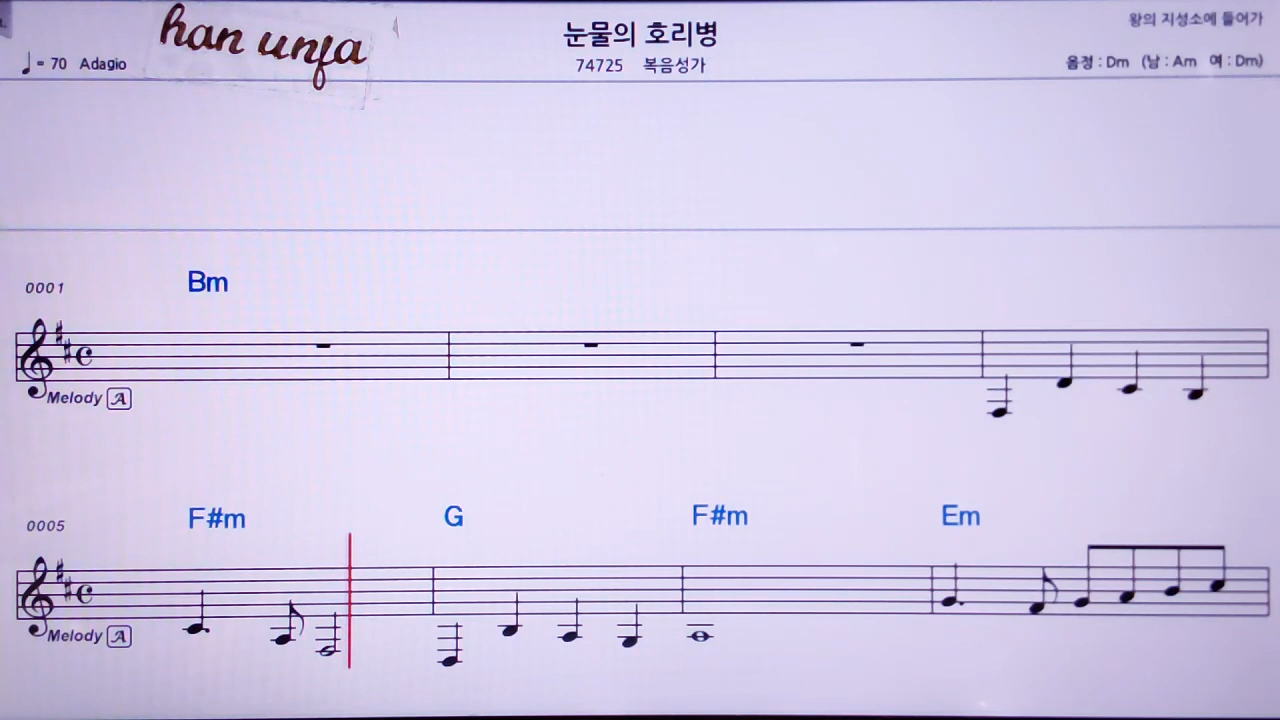 han unfa
눈물의 호리병
왕의 지성소에 들어가
♩ = 70 Adagio
74725 복음성가
음정 : Dm (남 : Am 여 : Dm)
0001 Bm
Melody A
0005 F#m G F#m Em
Melody A